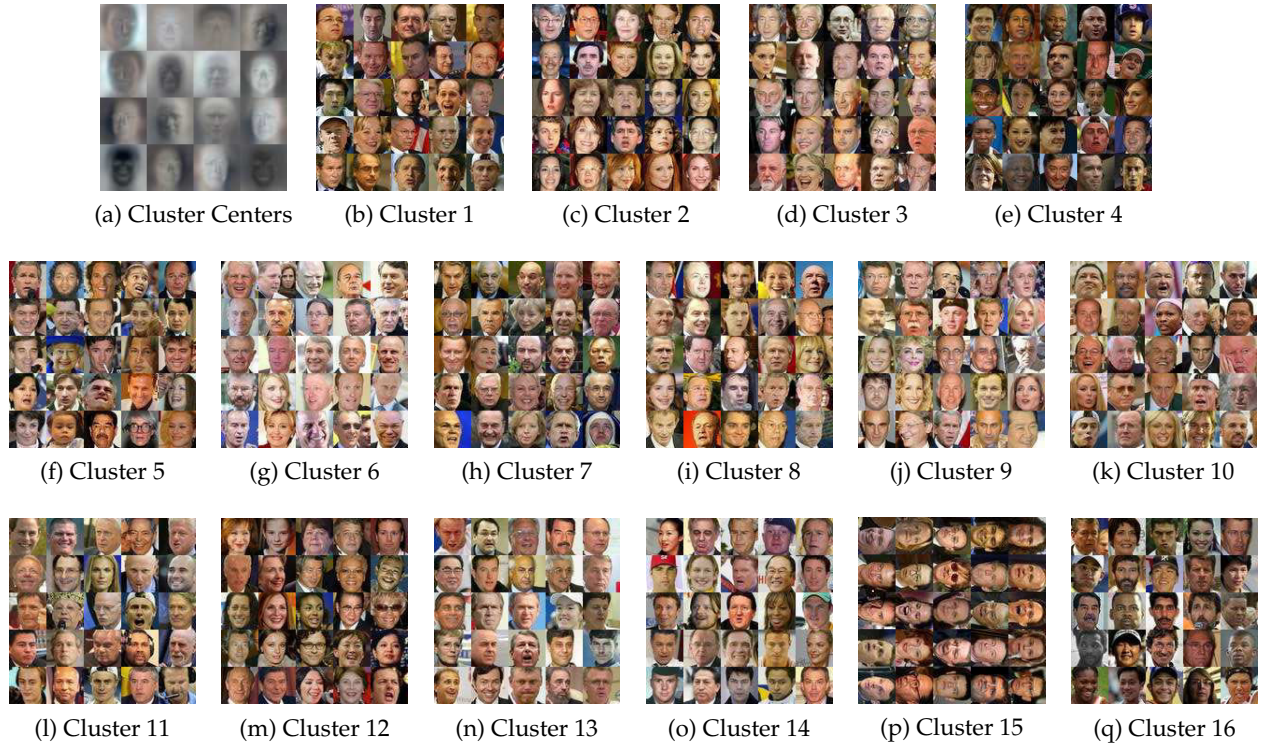 (a) Cluster Centers
(b) Cluster 1
(c) Cluster 2
(d) Cluster 3
(e) Cluster 4
(f) Cluster 5
(g) Cluster 6
(h) Cluster 7
(i) Cluster 8
(j) Cluster 9
(k) Cluster 10
(l) Cluster 11
(m) Cluster 12
(n) Cluster 13
(o) Cluster 14
(p) Cluster 15
(q) Cluster 16